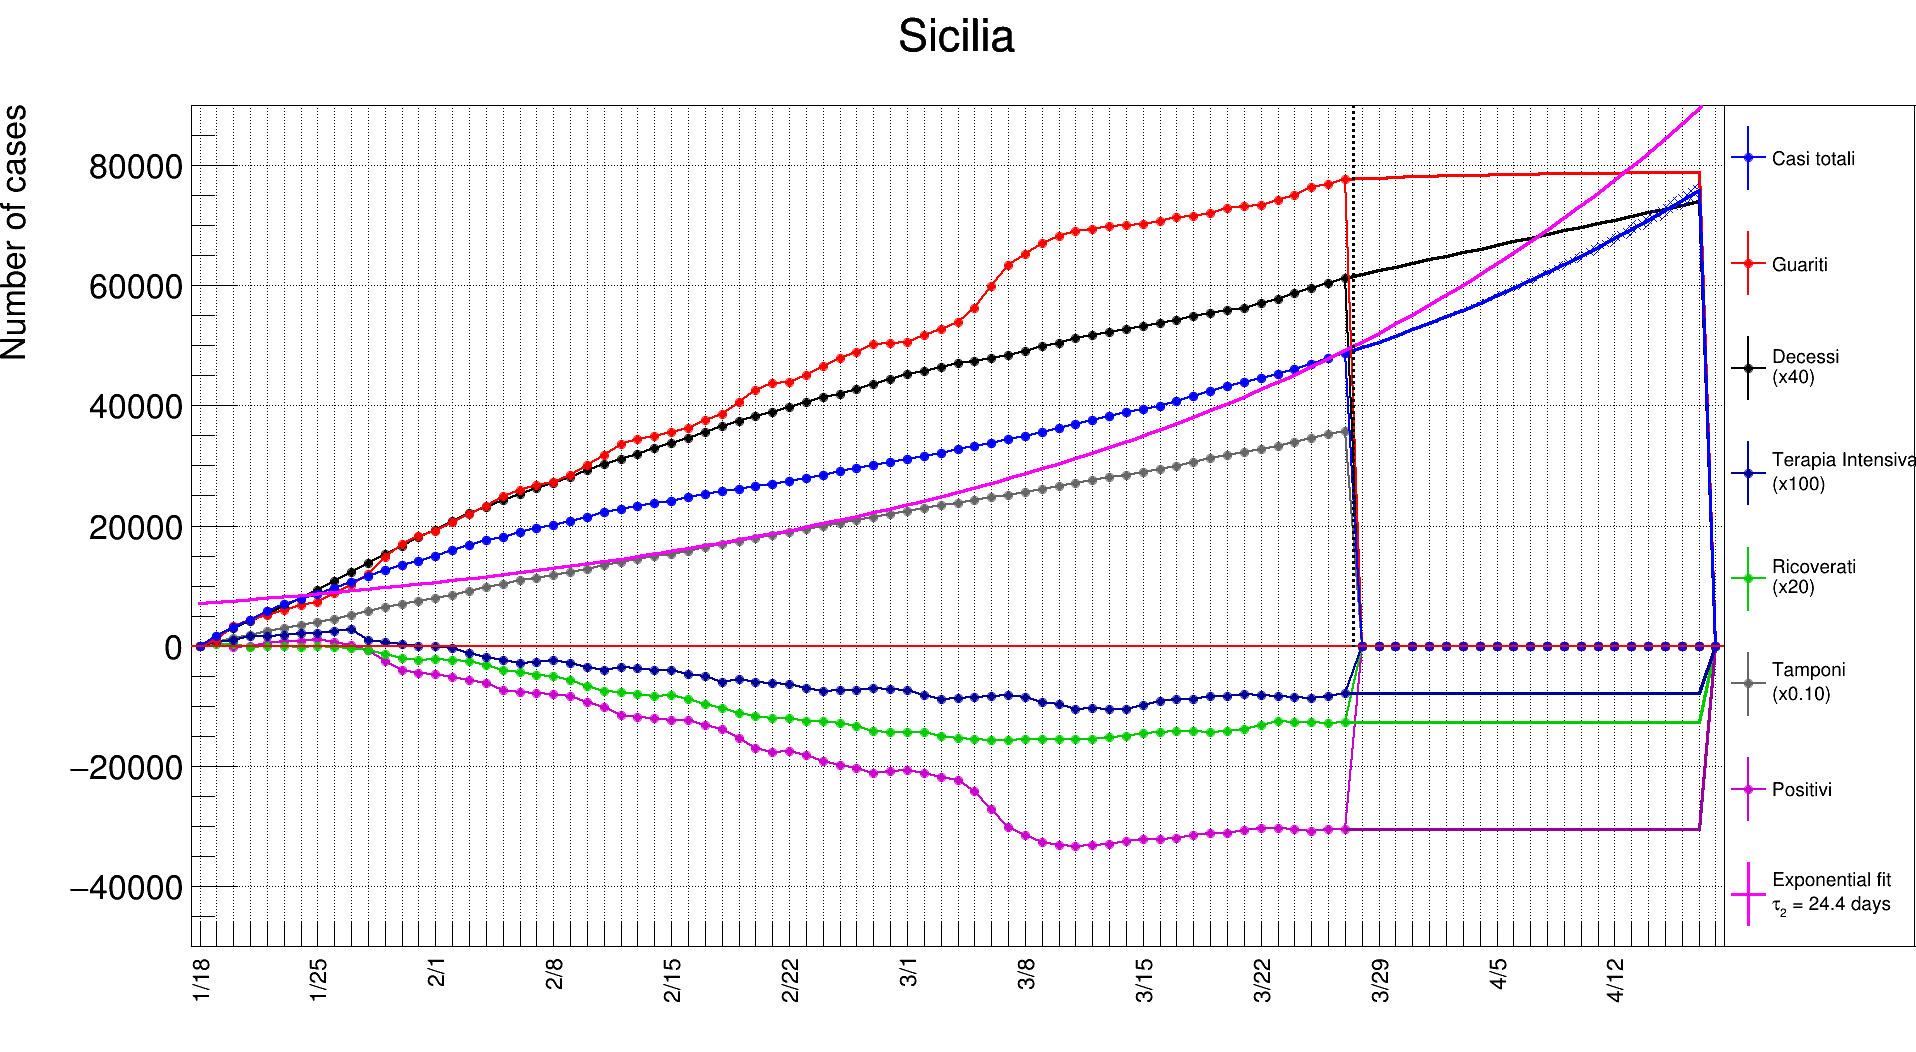 Sicilia
Number of cases
80000
60000
40000
20000
0
−20000
−40000
1/18
1/25
2/1
2/8
2/15
2/22
3/1
3/8
3/15
3/22
3/29
4/5
4/12
Casi totali
Guariti
Decessi
(x40)
Terapia Intensiva
(x100)
Ricoverati
(x20)
Tamponi
(x0.10)
Positivi
Exponential fit
τ2 = 24.4 days